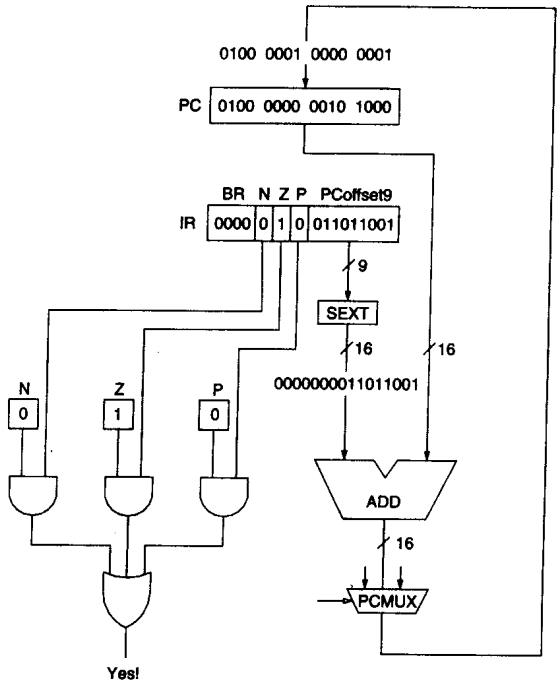 0100 0001 0000 0001
PC 0100 0000 0010 1000
BR N Z P PCoffset9
IR 0000 0 1 0 011011001
9
SEXT
16 16
0000000011011001
N Z P
0 1 0
ADD
16
PCMUX
Yes!